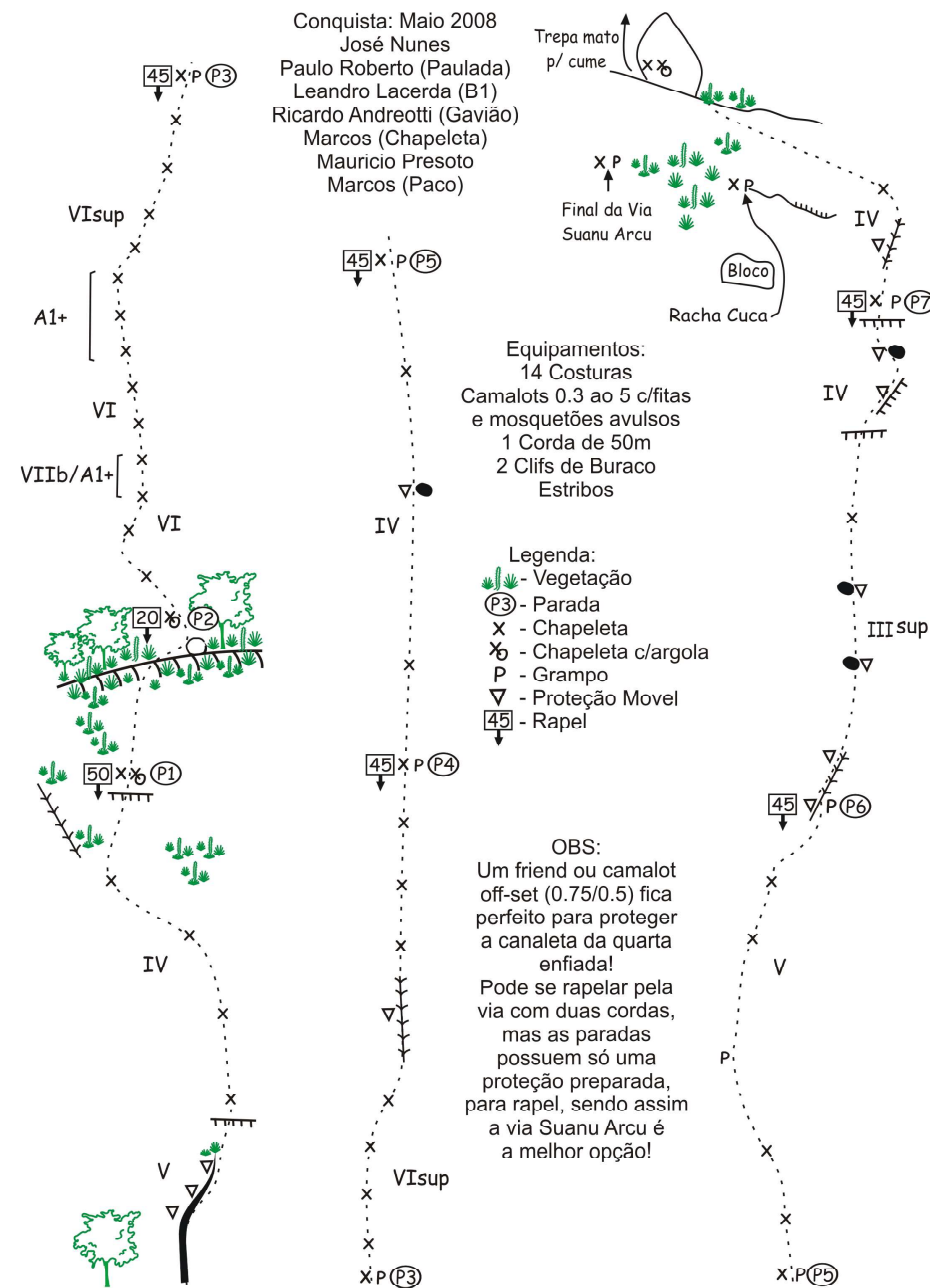 Conquista: Maio 2008
José Nunes
Paulo Roberto (Paulada)
Leandro Lacerda (B1)
Ricardo Andreotti (Gavião)
Marcos (Chapeleta)
Mauricio Presoto
Marcos (Paco)
45 x P P3
VIsup
A1+
VI
VIIb/A1+
VI
20 x P2
50 x x P1
IV
V
45 x P P5
IV
45 x P P4
VIsup
x P P3
Trepa mato
p/ cume
x P
Final da Via
Suanu Arcu
x P
Bloco
Racha Cuca
IV
45 x P P7
IV
IIIsup
45 P P6
V
P
x P P5
Equipamentos:
14 Costuras
Camalots 0.3 ao 5 c/fitas
e mosquetões avulsos
1 Corda de 50m
2 Clifs de Buraco
Estribos
Legenda:
- Vegetação
P3 - Parada
x - Chapeleta
x - Chapeleta c/argola
P - Grampo
- Proteção Movel
45 - Rapel
OBS:
Um friend ou camalot
off-set (0.75/0.5) fica
perfeito para proteger
a canaleta da quarta
enfiada!
Pode se rapelar pela
via com duas cordas,
mas as paradas
possuem só uma
proteção preparada,
para rapel, sendo assim
a via Suanu Arcu é
a melhor opção!